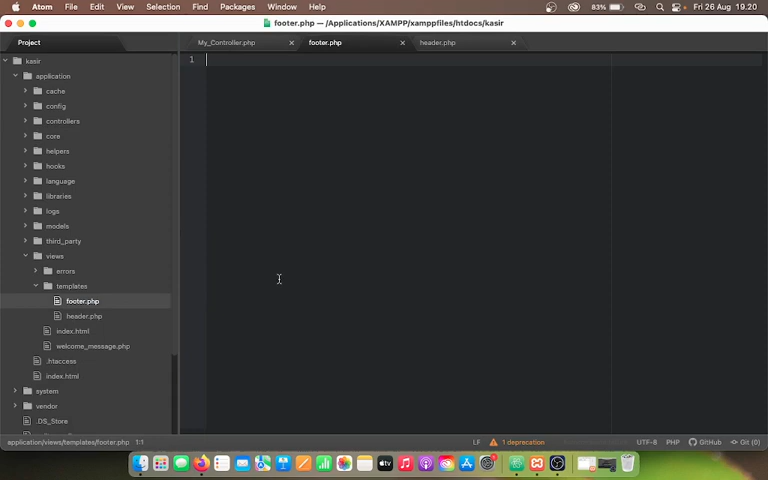 Atom File Edit View Selection Find Packages Window Help 83% Fri 26 Aug 19.20
footer.php — /Applications/XAMPP/xamppfiles/htdocs/kasir
Project My_Controller.php footer.php header.php
kasir
1
application
cache
config
controllers
core
helpers
hooks
language
libraries
logs
models
third_party
views
errors
templates
footer.php
header.php
index.html
welcome_message.php
.htaccess
index.html
system
vendor
.DS_Store
application/views/templates/footer.php 1:1 LF 1 deprecation UTF-8 PHP GitHub Git (0)